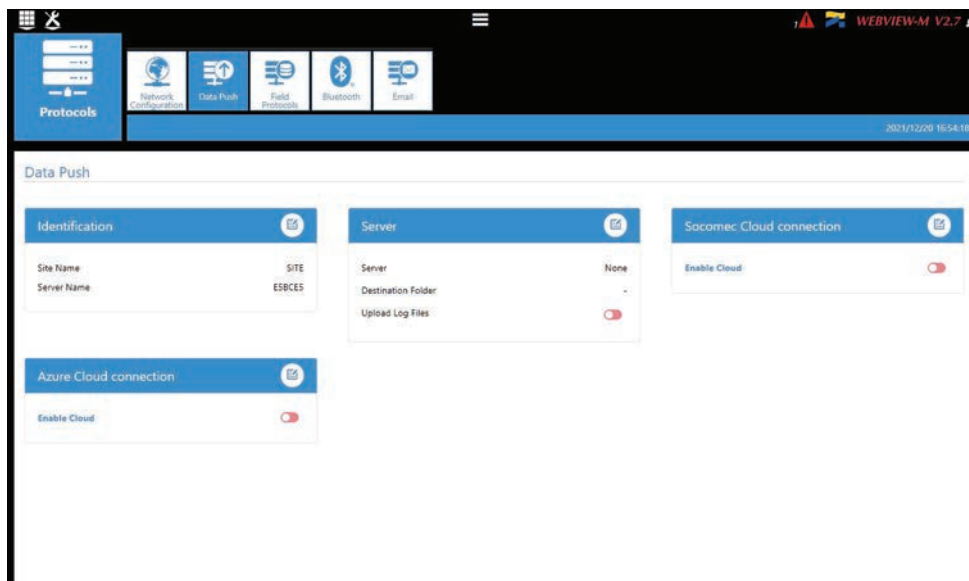 1 WEBVIEW-M V2.7
Protocols
Network Configuration
Data Push
Field Protocols
Bluetooth
Email
2021/12/20 16:54:18
Data Push
Identification
Site Name SITE
Server Name E5BCE5
Server
Server None
Destination Folder -
Upload Log Files
Socomec Cloud connection
Enable Cloud
Azure Cloud connection
Enable Cloud